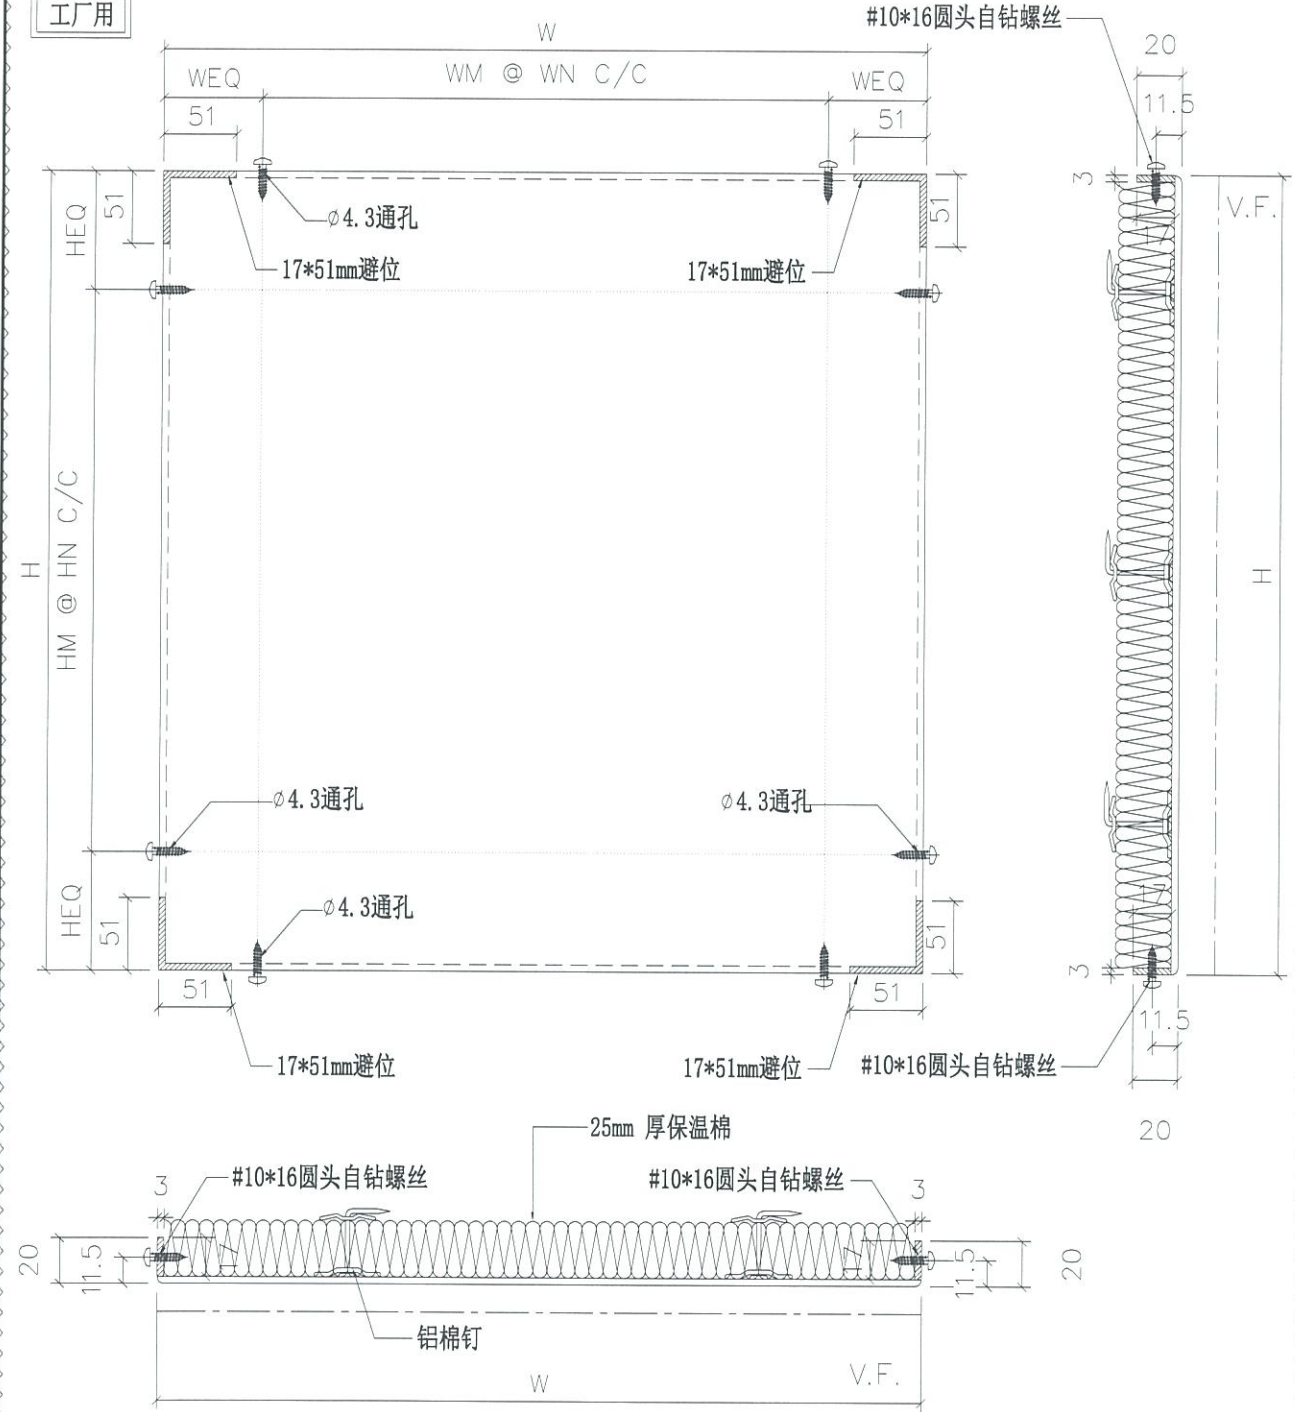 工厂用
#10*16圆头自钻螺丝
W
20
WEQ
WM @ WN C/C
WEQ
11.5
51
51
3
51
HEQ
51
V.F.
Ø4.3通孔
17
17*51mm避位
17*51mm避位
H
HM @ HN C/C
H
Ø4.3通孔
Ø4.3通孔
17
HEQ
51
Ø4.3通孔
51
3
51
51
11.5
17*51mm避位
17*51mm避位
#10*16圆头自钻螺丝
20
25mm 厚保温棉
3
#10*16圆头自钻螺丝
#10*16圆头自钻螺丝
3
20
11.5
17
17
11.5
20
铝棉钉
W
V.F.